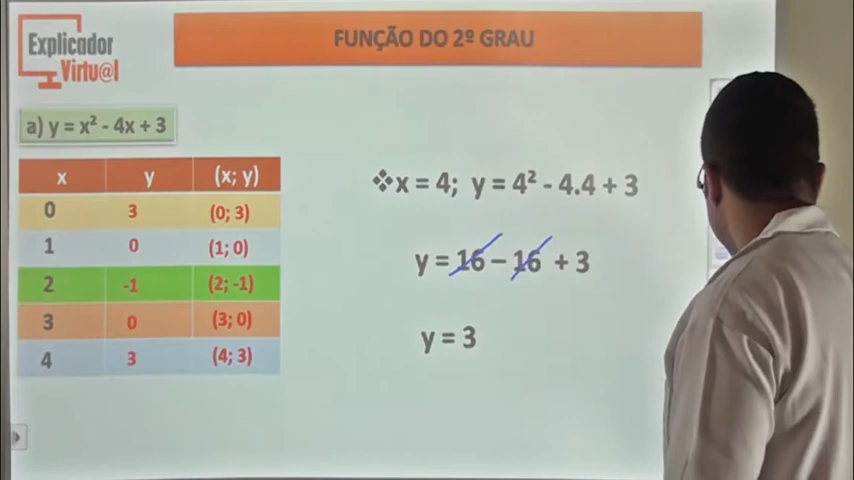 Explicador
Virtu@l
FUNÇÃO DO 2º GRAU
a) y = x² - 4x + 3
x y (x; y)
0 3 (0; 3)
1 0 (1; 0)
2 -1 (2; -1)
3 0 (3; 0)
4 3 (4; 3)
❖x = 4; y = 4² - 4.4 + 3
y = 16 – 16 + 3
y = 3